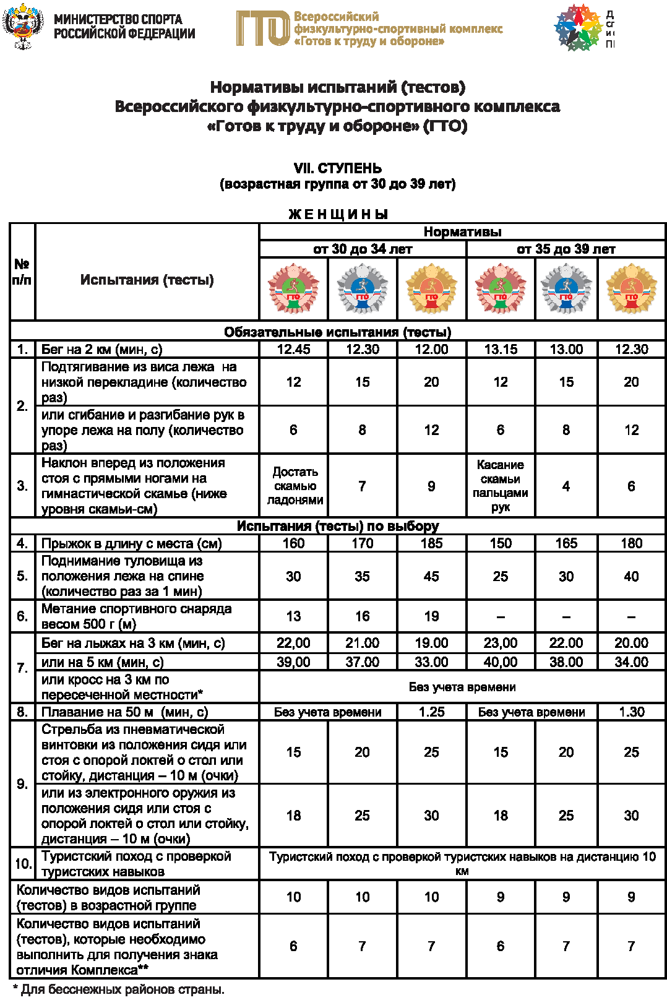 МИНИСТЕРСТВО СПОРТА
РОССИЙСКОЙ ФЕДЕРАЦИИ
ГТО
Всероссийский
физкультурно-спортивный комплекс
«Готов к труду и обороне»
Нормативы испытаний (тестов)
Всероссийского физкультурно-спортивного комплекса
«Готов к труду и обороне» (ГТО)
VII. СТУПЕНЬ
(возрастная группа от 30 до 39 лет)
Ж Е Н Щ И Н Ы
№
п/п
Испытания (тесты)
Нормативы
от 30 до 34 лет от 35 до 39 лет
ГТО ГТО ГТО ГТО ГТО ГТО
Обязательные испытания (тесты)
1. Бег на 2 км (мин, с) 12.45 12.30 12.00 13.15 13.00 12.30
2.
Подтягивание из виса лежа на
низкой перекладине (количество
раз)
12 15 20 12 15 20
или сгибание и разгибание рук в
упоре лежа на полу (количество
раз)
6 8 12 6 8 12
3.
Наклон вперед из положения
стоя с прямыми ногами на
гимнастической скамье (ниже
уровня скамьи-см)
Достать
скамью
ладонями
7 9
Касание
скамьи
пальцами
рук
4 6
Испытания (тесты) по выбору
4. Прыжок в длину с места (см) 160 170 185 150 165 180
5.
Поднимание туловища из
положения лежа на спине
(количество раз за 1 мин)
30 35 45 25 30 40
6.
Метание спортивного снаряда
весом 500 г (м)
13 16 19 – – –
7.
Бег на лыжах на 3 км (мин, с) 22,00 21.00 19.00 23,00 22.00 20.00
или на 5 км (мин, с) 39,00 37.00 33.00 40,00 38.00 34.00
или кросс на 3 км по
пересеченной местности*
Без учета времени
8. Плавание на 50 м (мин, с) Без учета времени 1.25 Без учета времени 1.30
9.
Стрельба из пневматической
винтовки из положения сидя или
стоя с опорой локтей о стол или
стойку, дистанция – 10 м (очки)
15 20 25 15 20 25
или из электронного оружия из
положения сидя или стоя с
опорой локтей о стол или стойку,
дистанция – 10 м (очки)
18 25 30 18 25 30
10.
Туристский поход с проверкой
туристских навыков
Туристский поход с проверкой туристских навыков на дистанцию 10
км
Количество видов испытаний
(тестов) в возрастной группе
10 10 10 9 9 9
Количество видов испытаний
(тестов), которые необходимо
выполнить для получения знака
отличия Комплекса**
6 7 7 6 7 7
* Для бесснежных районов страны.